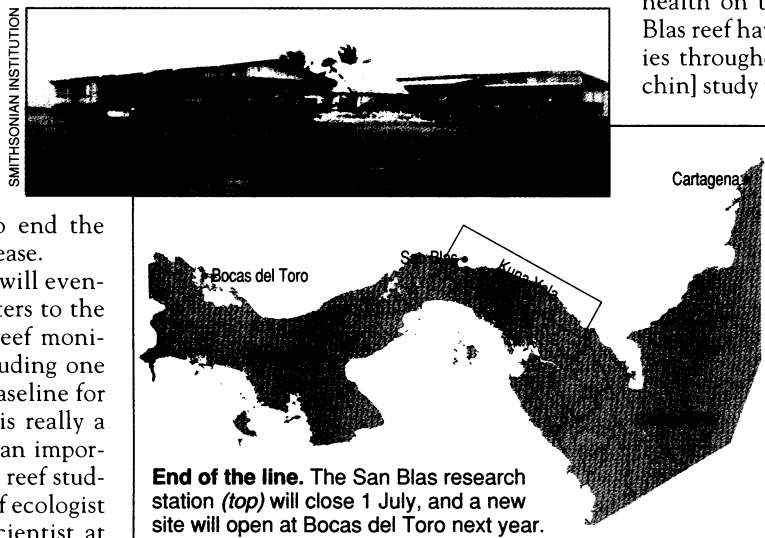 SMITHSONIAN INSTITUTION
health on t
Blas reef hav
ies through
chin] study
o end the
ease.
will even-
ters to the
eef moni-
uding one
aseline for
is really a
an impor-
reef stud-
f ecologist
cientist at
Cartagena
San Blas
Kuna Yala
Bocas del Toro
End of the line. The San Blas research
station (top) will close 1 July, and a new
site will open at Bocas del Toro next year.